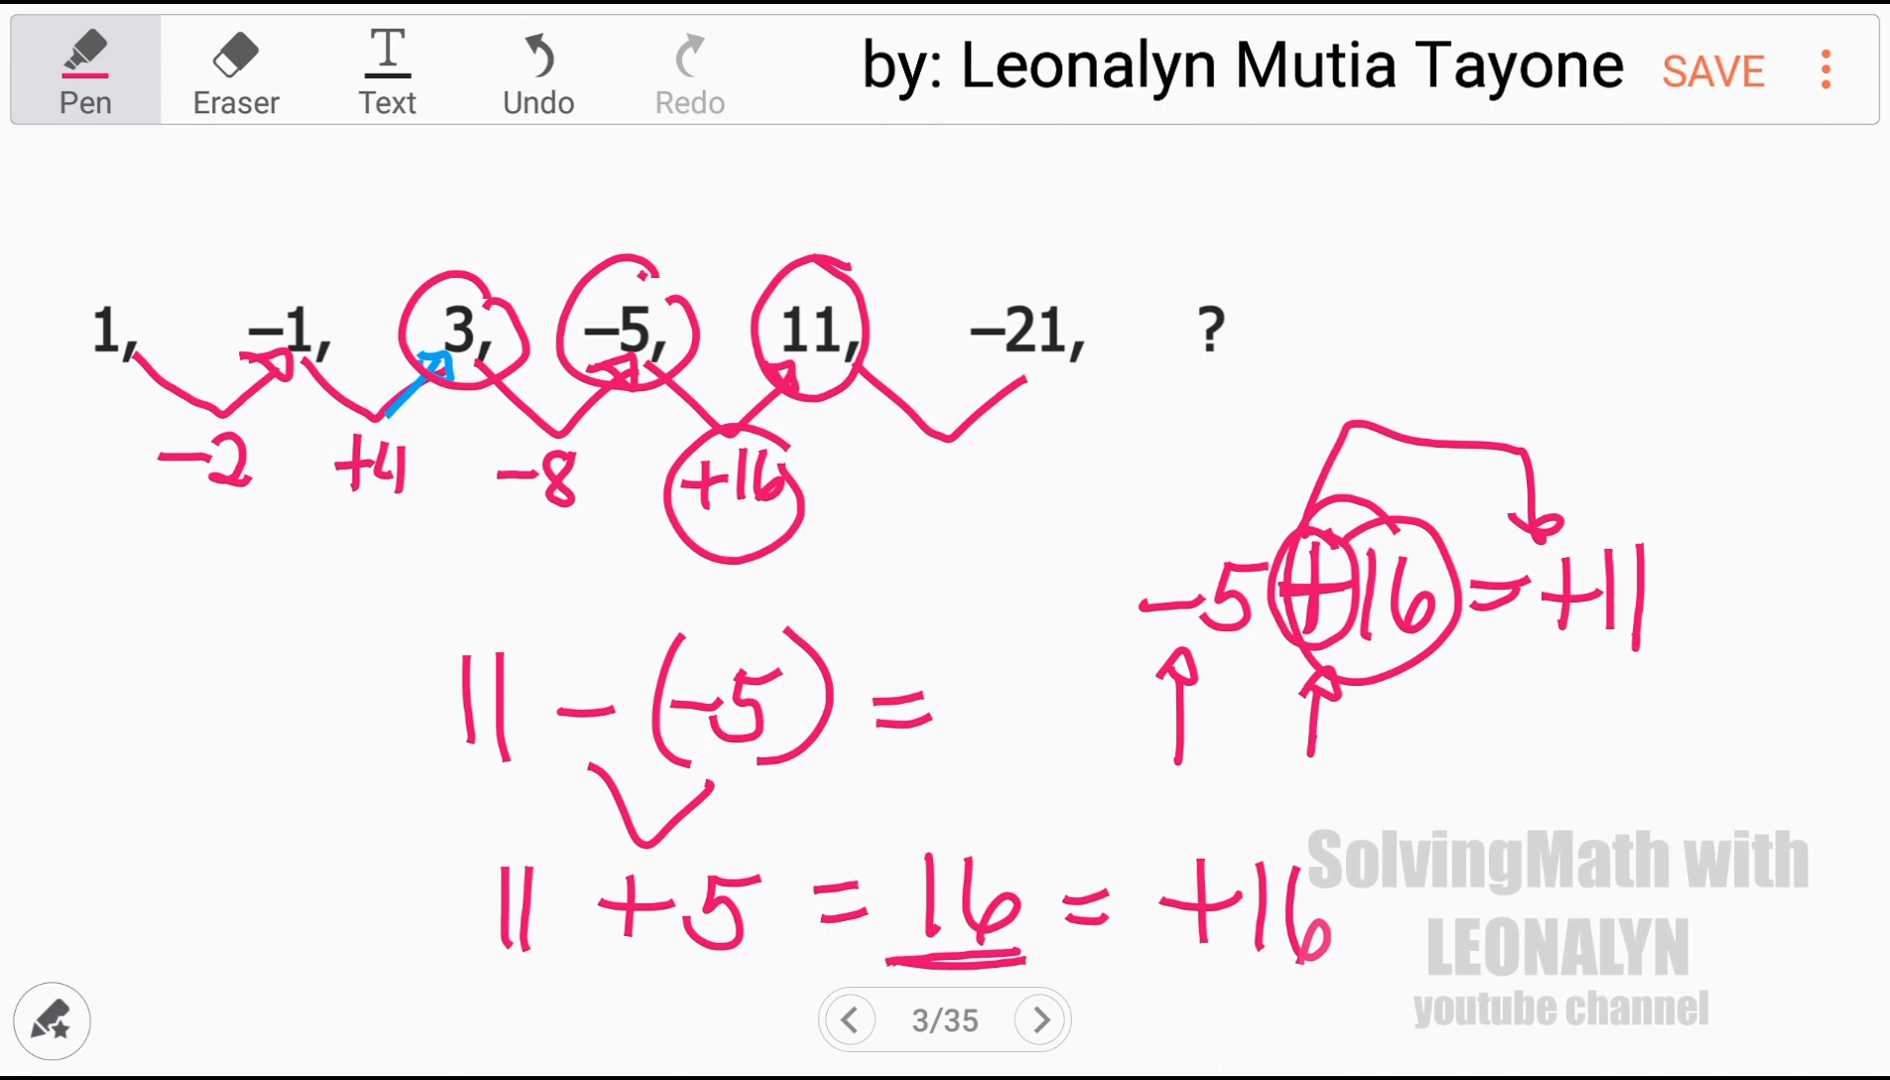 Pen Eraser Text Undo Redo by: Leonalyn Mutia Tayone SAVE
1, –1, 3, –5, 11, –21, ?
–2 +4 –8 +16
–5 + 16 = +11
11 – (–5) =
11 + 5 = 16 = +16
SolvingMath with
LEONALYN
youtube channel
3/35